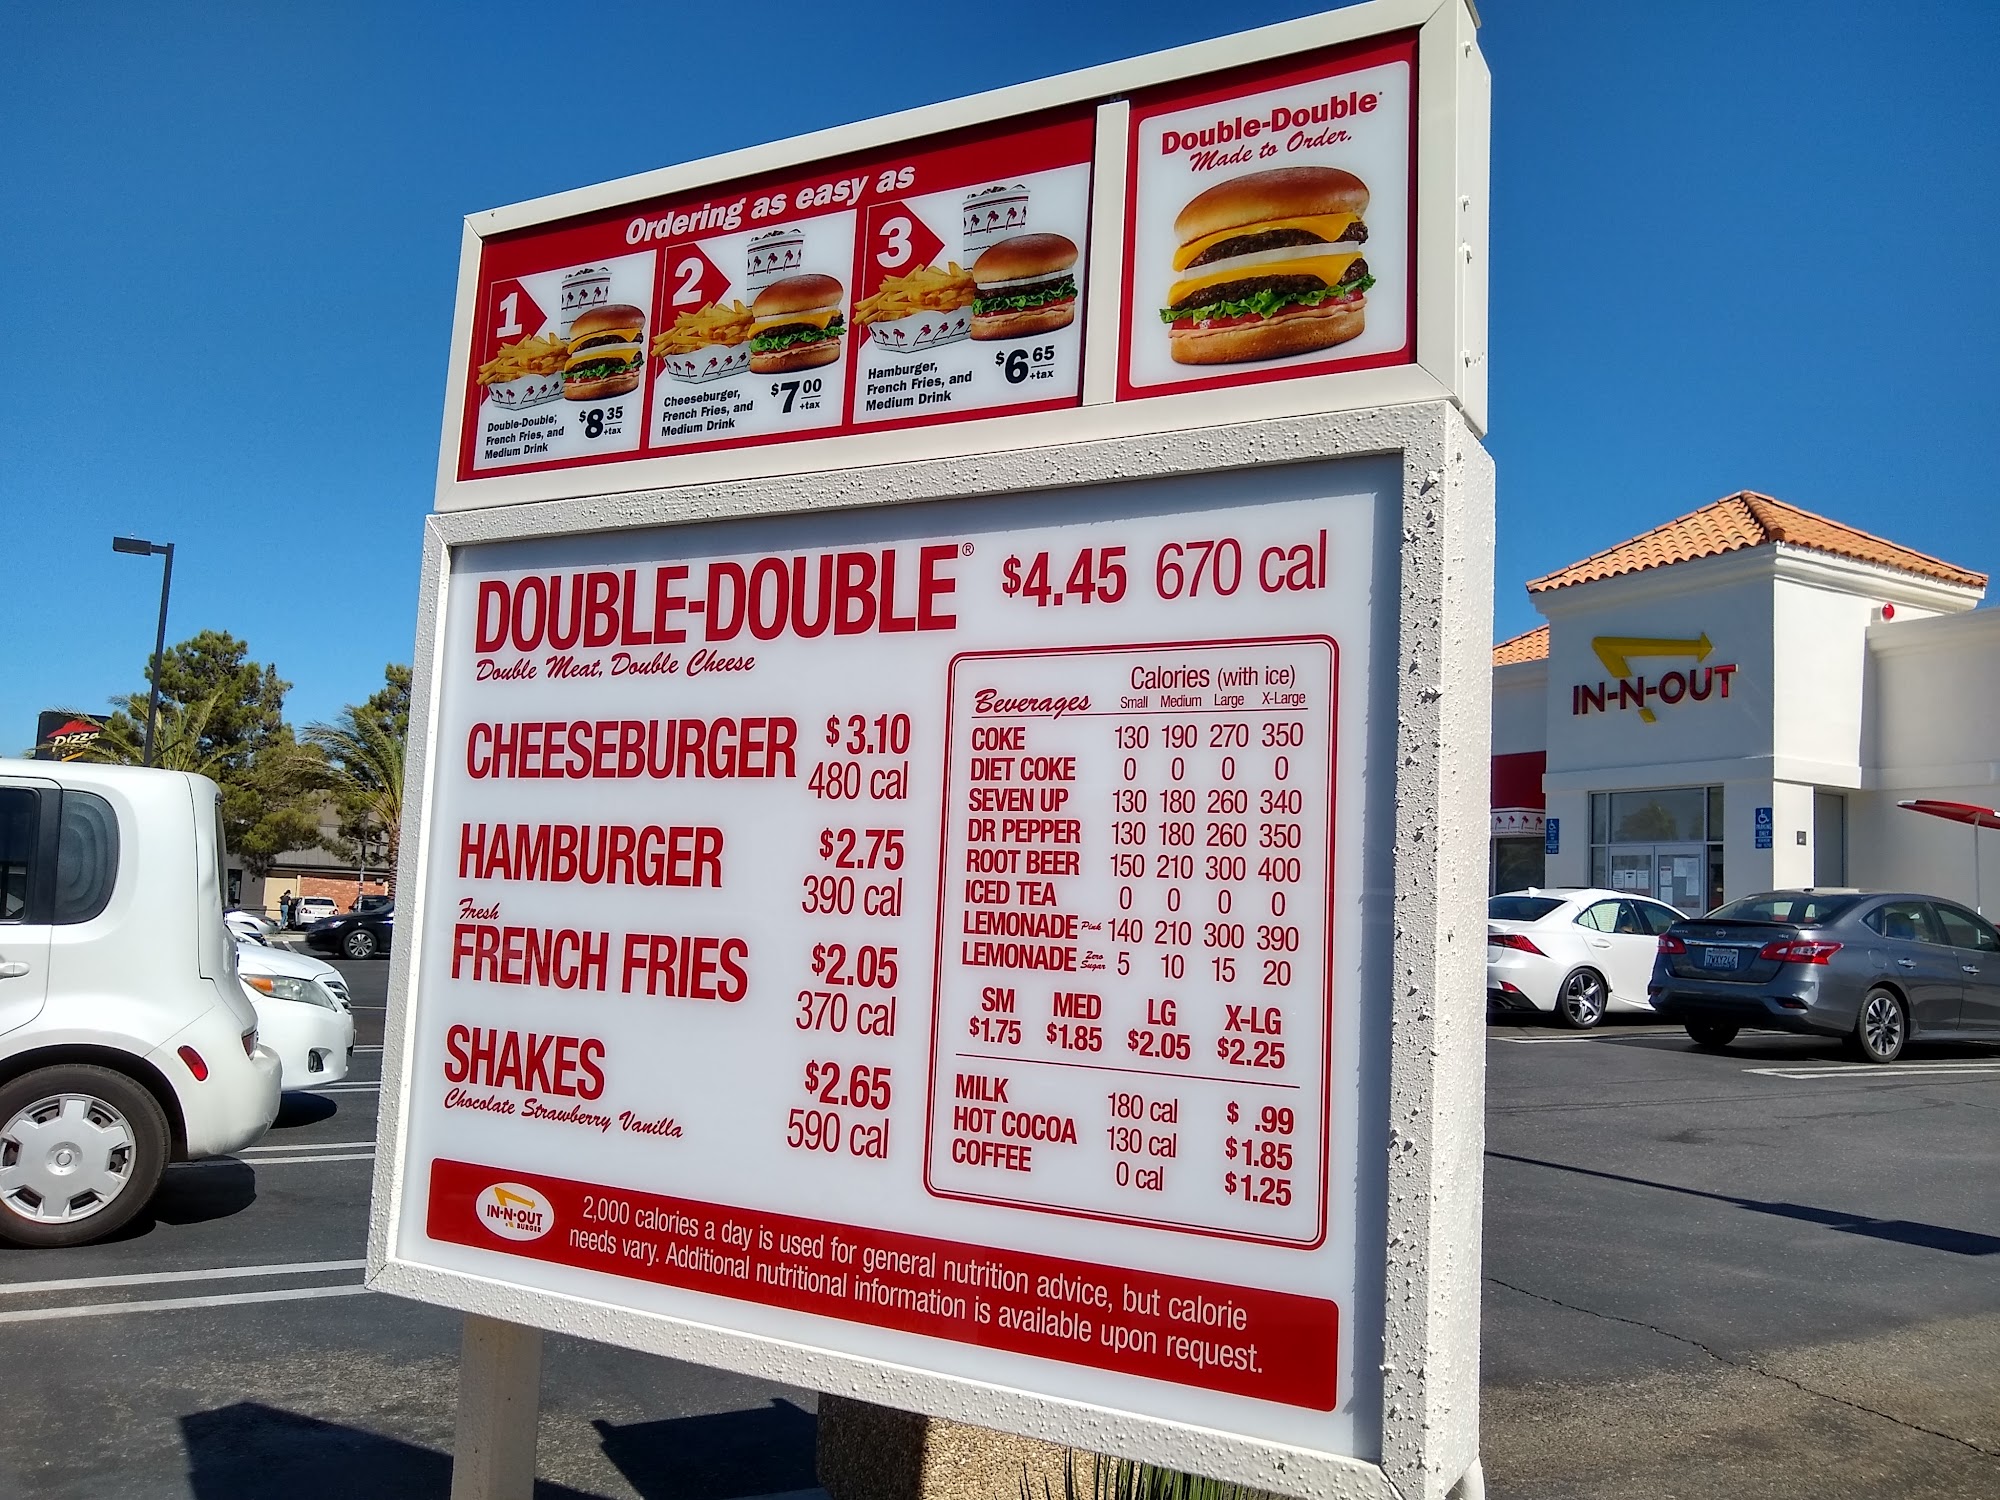 Ordering as easy as
1
Double-Double,
French Fries, and
Medium Drink
$8.35
+tax
2
Cheeseburger,
French Fries, and
Medium Drink
$7.00
+tax
3
Hamburger,
French Fries, and
Medium Drink
$6.65
+tax
Double-Double®
Made to Order.
DOUBLE-DOUBLE® $4.45 670 cal
Double Meat, Double Cheese
CHEESEBURGER $3.10
480 cal
HAMBURGER $2.75
390 cal
Fresh
FRENCH FRIES $2.05
370 cal
SHAKES $2.65
Chocolate Strawberry Vanilla 590 cal
Calories (with ice)
Beverages Small Medium Large X-Large
COKE 130 190 270 350
DIET COKE 0 0 0 0
SEVEN UP 130 180 260 340
DR PEPPER 130 180 260 350
ROOT BEER 150 210 300 400
ICED TEA 0 0 0 0
LEMONADE Pink 140 210 300 390
LEMONADE Zero Sugar 5 10 15 20
SM MED LG X-LG
$1.75 $1.85 $2.05 $2.25
MILK 180 cal $ .99
HOT COCOA 130 cal $1.85
COFFEE 0 cal $1.25
IN-N-OUT
BURGER
2,000 calories a day is used for general nutrition advice, but calorie
needs vary. Additional nutritional information is available upon request.
IN-N-OUT
Pizza